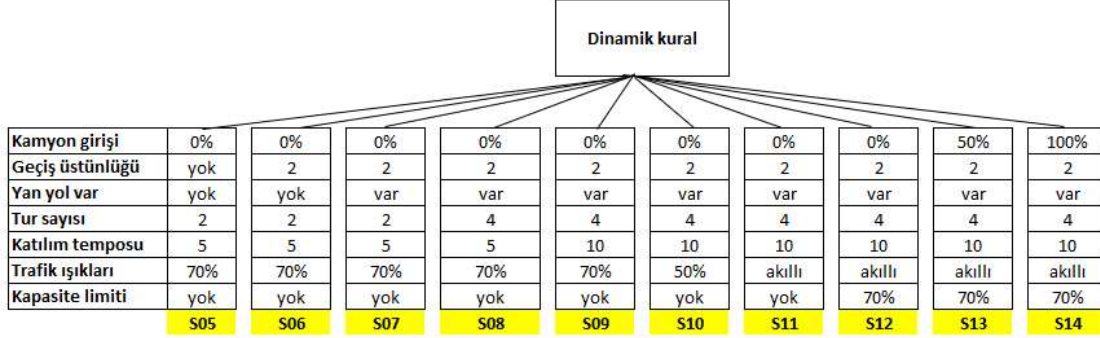 Dinamik kural
Kamyon girişi 0% 0% 0% 0% 0% 0% 0% 0% 50% 100%
Geçiş üstünlüğü yok 2 2 2 2 2 2 2 2 2
Yan yol var yok yok var var var var var var var var
Tur sayısı 2 2 2 4 4 4 4 4 4 4
Katılım temposu 5 5 5 5 10 10 10 10 10 10
Trafik ışıkları 70% 70% 70% 70% 70% 50% akıllı akıllı akıllı akıllı
Kapasite limiti yok yok yok yok yok yok yok 70% 70% 70%
S05 S06 S07 S08 S09 S10 S11 S12 S13 S14